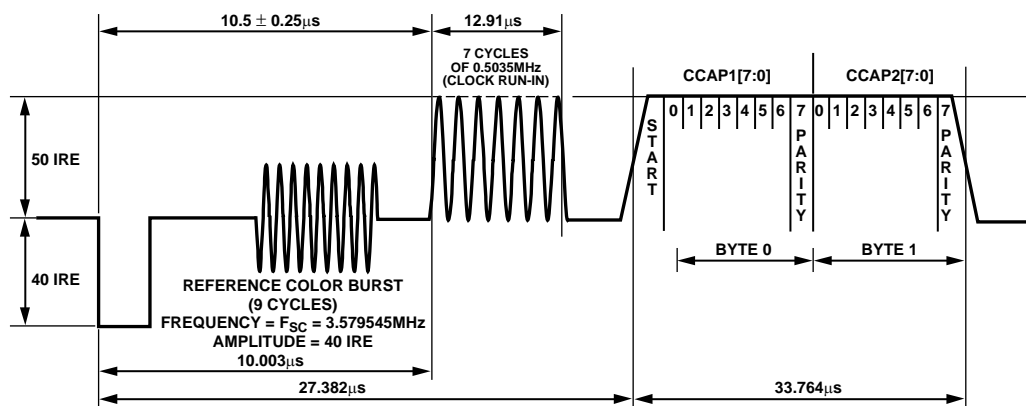 10.5 ± 0.25μs
12.91μs
7 CYCLES
OF 0.5035MHz
(CLOCK RUN-IN)
CCAP1[7:0]
CCAP2[7:0]
0 1 2 3 4 5 6 7 0 1 2 3 4 5 6 7
START
PARITY
PARITY
50 IRE
40 IRE
BYTE 0
BYTE 1
REFERENCE COLOR BURST
(9 CYCLES)
FREQUENCY = FSC = 3.579545MHz
AMPLITUDE = 40 IRE
10.003μs
27.382μs
33.764μs